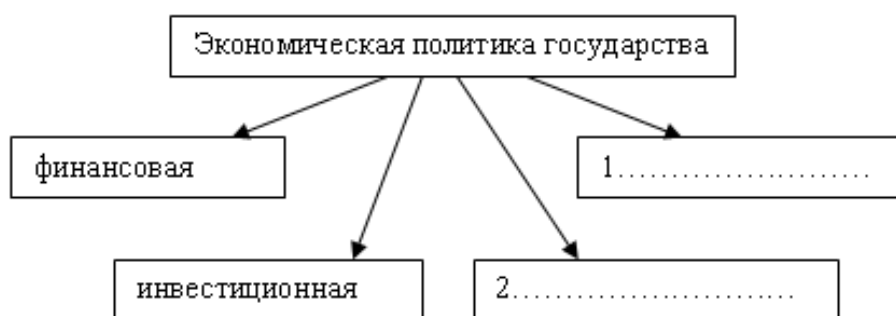 Экономическая политика государства
финансовая
1........................
инвестиционная
2.............................